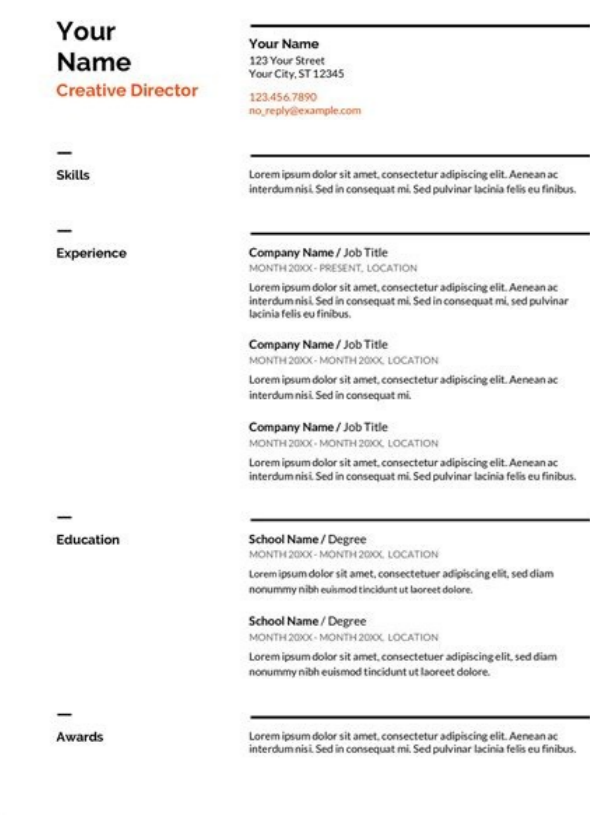 Your
Name
Creative Director
Your Name
123 Your Street
Your City, ST 12345
123.456.7890
no_reply@example.com
Skills
Lorem ipsum dolor sit amet, consectetur adipiscing elit. Aenean ac
interdum nisi. Sed in consequat mi. Sed pulvinar lacinia felis eu finibus.
Experience
Company Name / Job Title
MONTH 20XX - PRESENT, LOCATION
Lorem ipsum dolor sit amet, consectetur adipiscing elit. Aenean ac
interdum nisi. Sed in consequat mi. Sed in consequat mi, sed pulvinar
lacinia felis eu finibus.
Company Name / Job Title
MONTH 20XX - MONTH 20XX, LOCATION
Lorem ipsum dolor sit amet, consectetur adipiscing elit. Aenean ac
interdum nisi. Sed in consequat mi.
Company Name / Job Title
MONTH 20XX - MONTH 20XX, LOCATION
Lorem ipsum dolor sit amet, consectetur adipiscing elit. Aenean ac
interdum nisi. Sed in consequat mi. Sed pulvinar lacinia felis eu finibus.
Education
School Name / Degree
MONTH 20XX - MONTH 20XX, LOCATION
Lorem ipsum dolor sit amet, consectetuer adipiscing elit, sed diam
nonummy nibh euismod tincidunt ut laoreet dolore.
School Name / Degree
MONTH 20XX - MONTH 20XX, LOCATION
Lorem ipsum dolor sit amet, consectetuer adipiscing elit, sed diam
nonummy nibh euismod tincidunt ut laoreet dolore.
Awards
Lorem ipsum dolor sit amet, consectetur adipiscing elit. Aenean ac
interdum nisi. Sed in consequat mi. Sed pulvinar lacinia felis eu finibus.